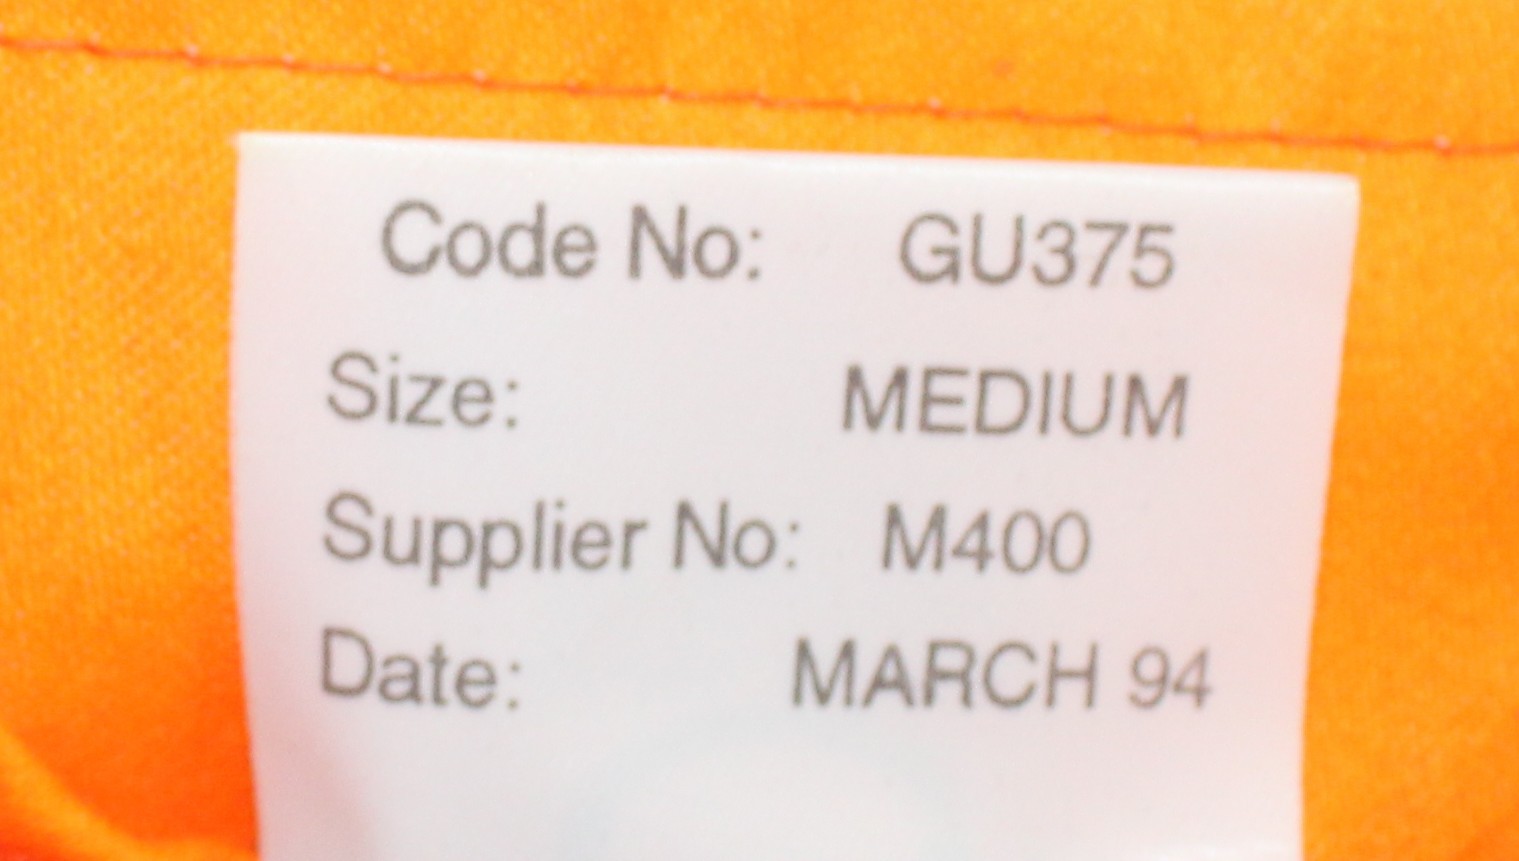 Code No: GU375
Size: MEDIUM
Supplier No: M400
Date: MARCH 94